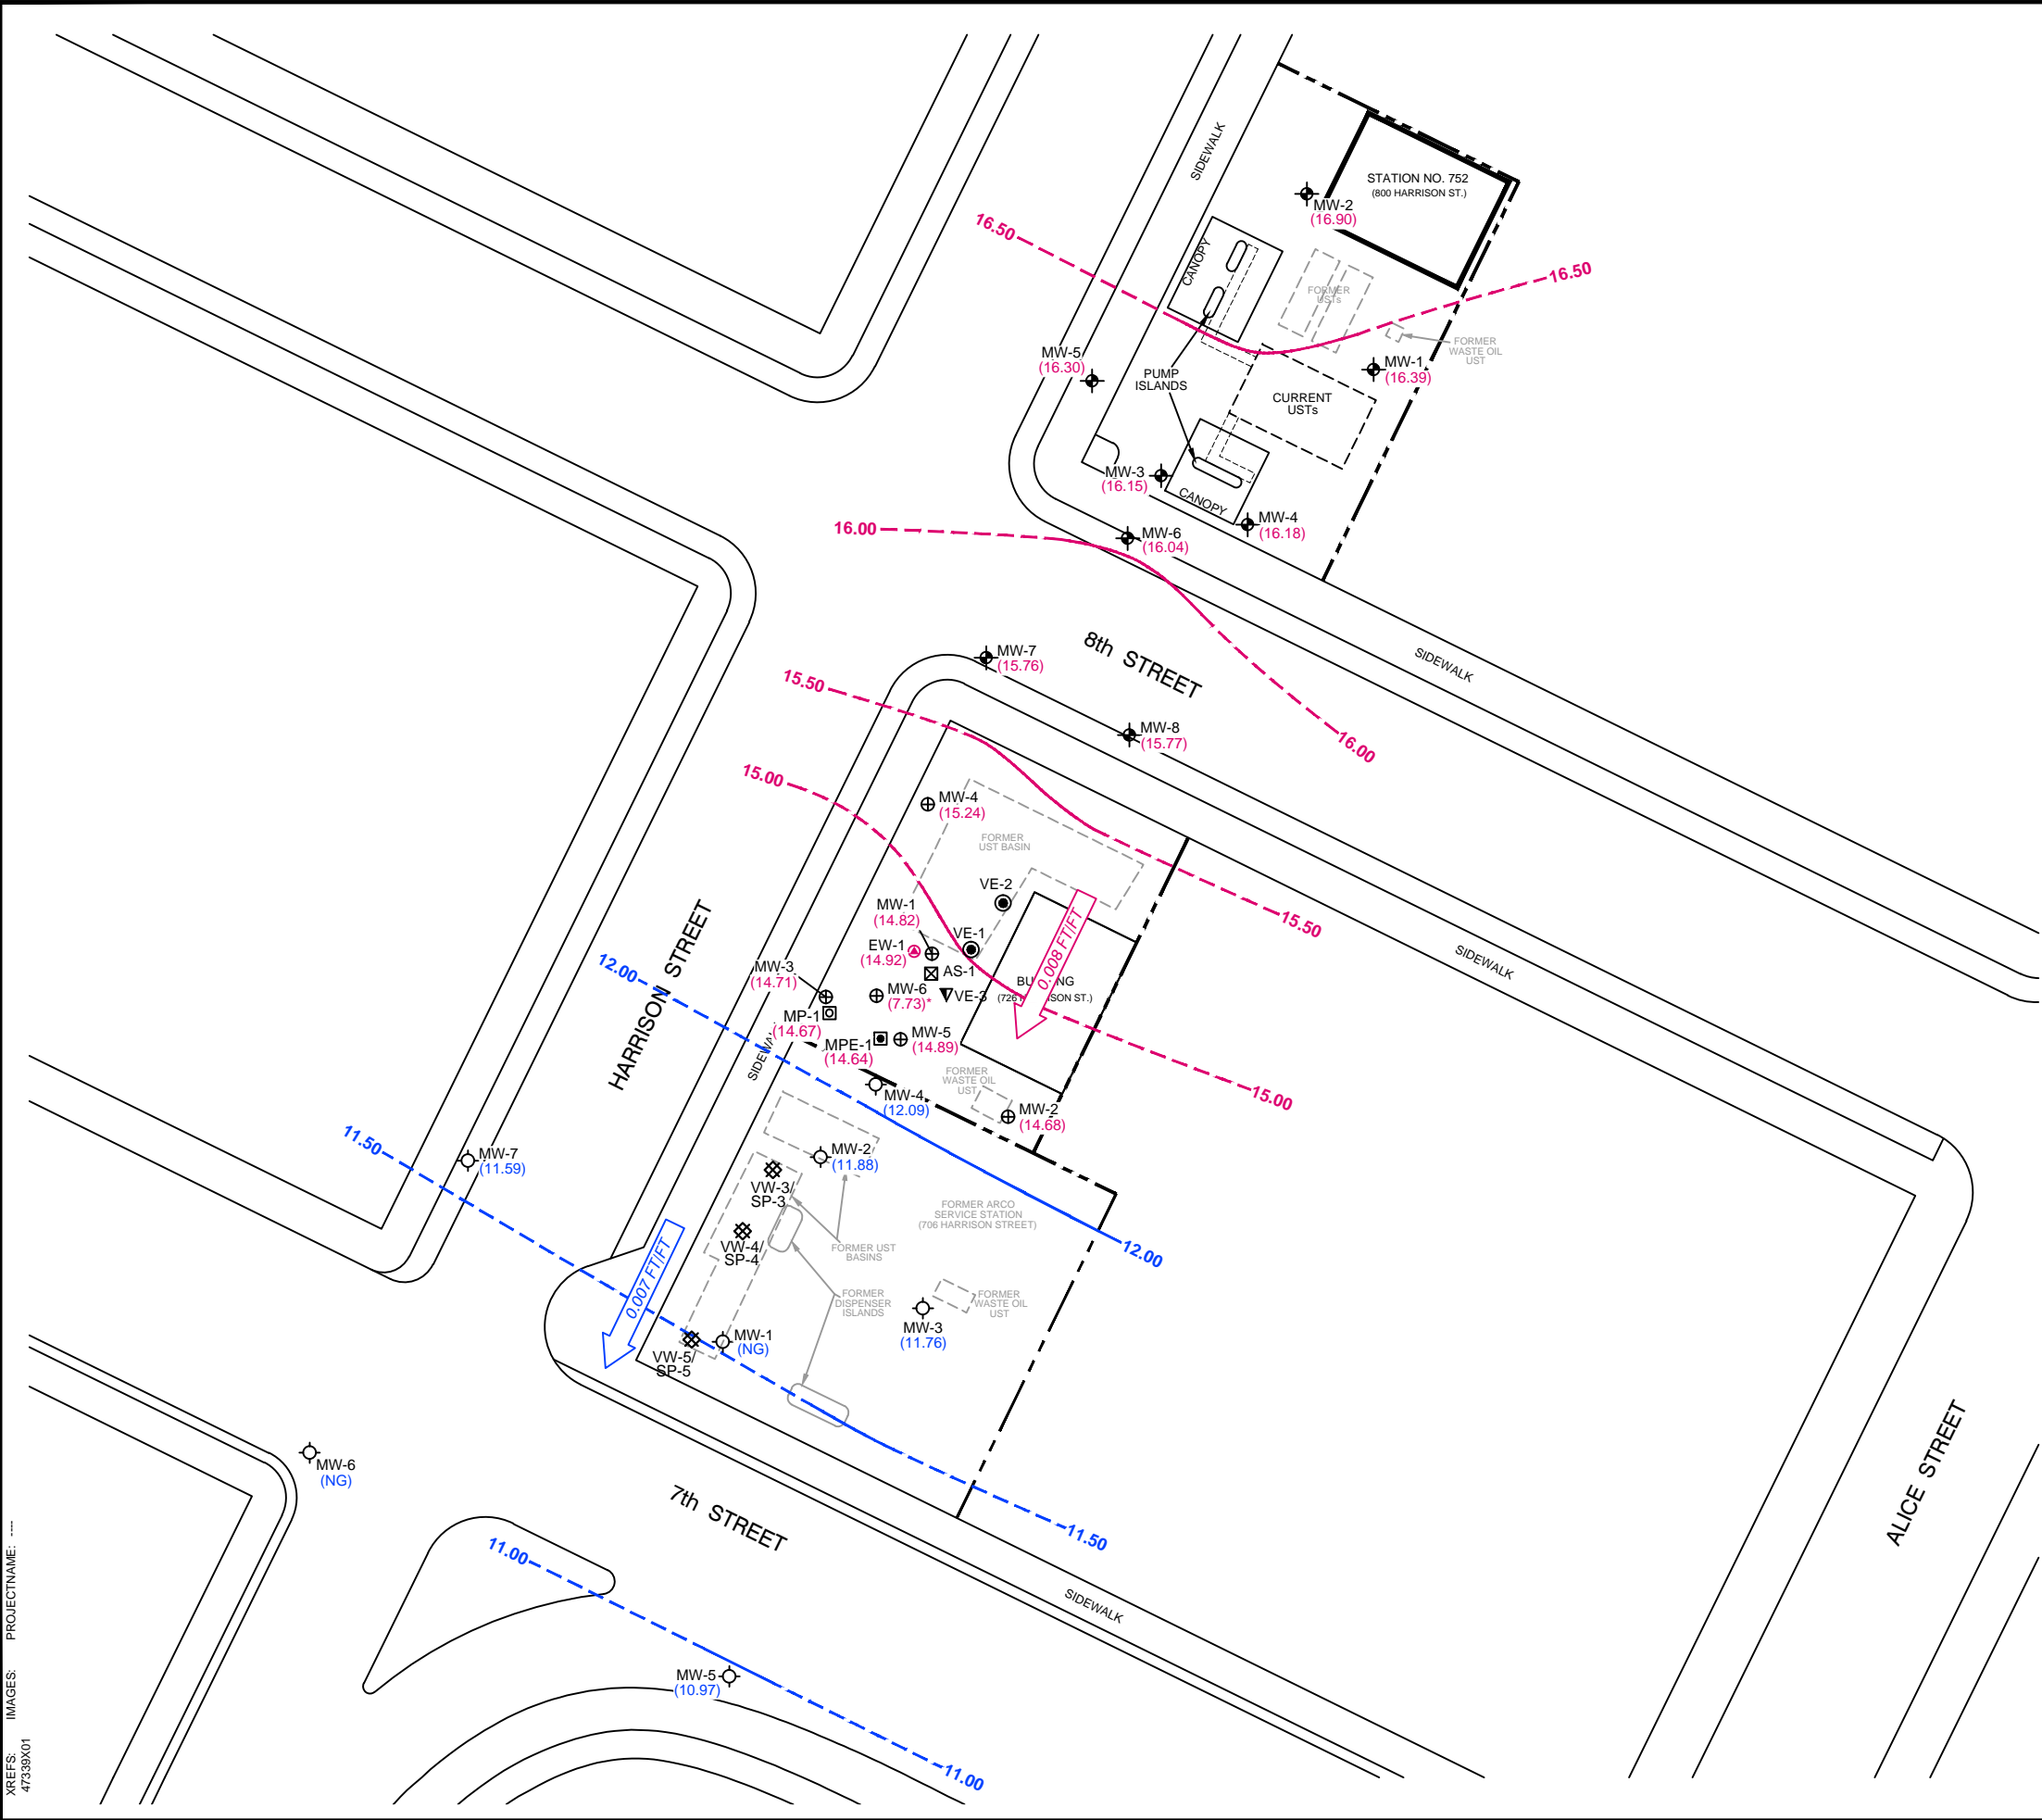 SIDEWALK
STATION NO. 752
(800 HARRISON ST.)
MW-2
(16.90)
16.50
16.50
CANOPY
FORMER
USTs
FORMER
WASTE OIL
UST
MW-5
(16.30)
PUMP
ISLANDS
MW-1
(16.39)
CURRENT
USTs
MW-3
(16.15)
CANOPY
MW-4
(16.18)
16.00
MW-6
(16.04)
8th STREET
SIDEWALK
MW-7
(15.76)
15.50
MW-8
(15.77)
16.00
15.00
MW-4
(15.24)
FORMER
UST BASIN
VE-2
MW-1
(14.82)
15.50
0.008 FT/FT
VE-1
EW-1
(14.92)
HARRISON STREET
SIDEWALK
12.00
MW-3
(14.71)
AS-1
MW-6
(7.73)*
VE-3
MP-1
(14.67)
MPE-1
(14.64)
MW-5
(14.89)
FORMER
WASTE OIL
UST
15.00
MW-4
(12.09)
MW-2
(14.68)
11.50
MW-7
(11.59)
MW-2
(11.88)
VW-3/
SP-3
FORMER ARCO
SERVICE STATION
(706 HARRISON STREET)
VW-4/
SP-4
FORMER UST
BASINS
12.00
0.007 FT/FT
FORMER
DISPENSER
ISLANDS
FORMER
WASTE OIL
UST
MW-3
(11.76)
MW-1
(NG)
VW-5/
SP-5
MW-6
(NG)
7th STREET
ALICE STREET
11.50
11.00
SIDEWALK
MW-5
(10.97)
11.00
XREFS: IMAGES: PROJECTNAME: ----
47339X01